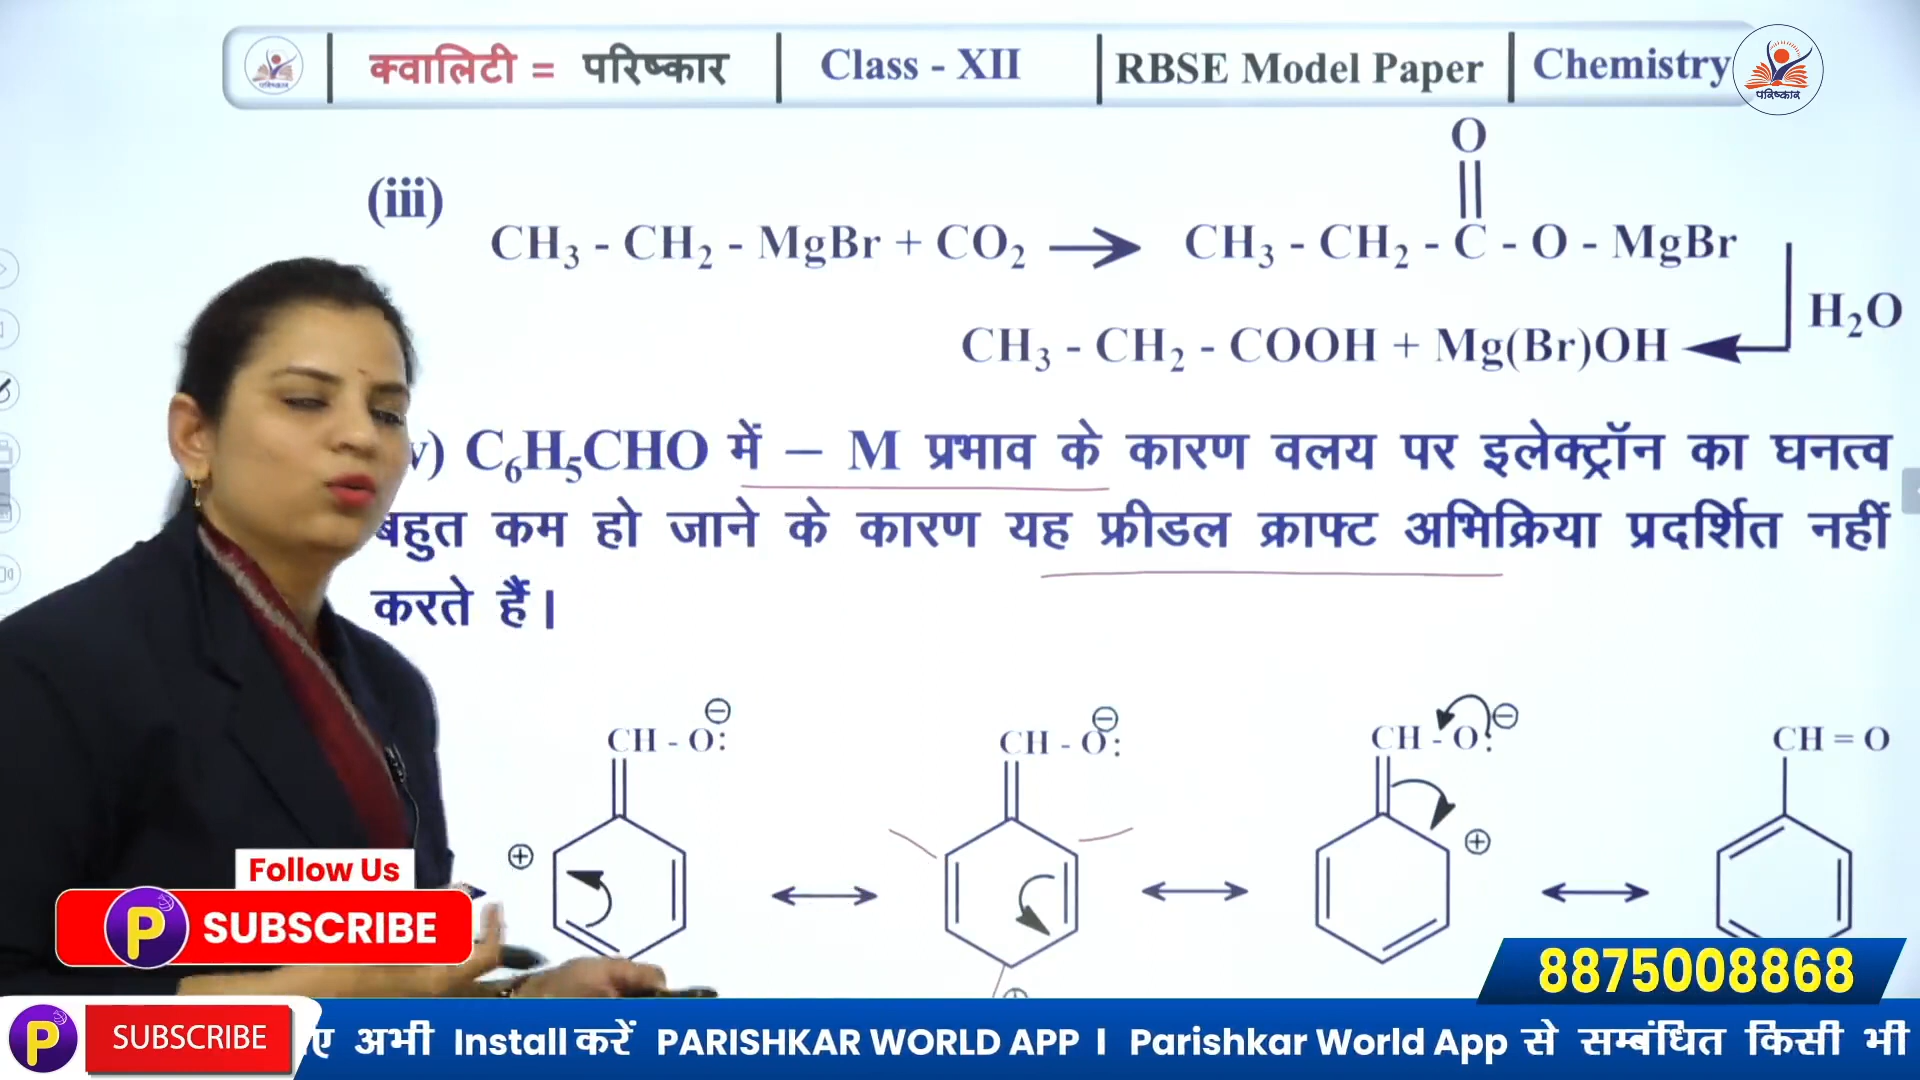 क्वालिटी = परिष्कार | Class - XII | RBSE Model Paper | Chemistry
परिष्कार
(iii)
O
CH₃ - CH₂ - MgBr + CO₂ → CH₃ - CH₂ - C - O - MgBr
H₂O
CH₃ - CH₂ - COOH + Mg(Br)OH
v) C₆H₅CHO में – M प्रभाव के कारण वलय पर इलेक्ट्रॉन का घनत्व
बहुत कम हो जाने के कारण यह फ्रीडल क्राफ्ट अभिक्रिया प्रदर्शित नहीं
करते हैं।
⊖ ⊖ ⊖
CH - O: CH - O: CH - O: CH = O
⊕ ⊕
⊕
Follow Us
P SUBSCRIBE
8875008868
P SUBSCRIBE
ए अभी Install करें PARISHKAR WORLD APP । Parishkar World App से सम्बंधित किसी भी